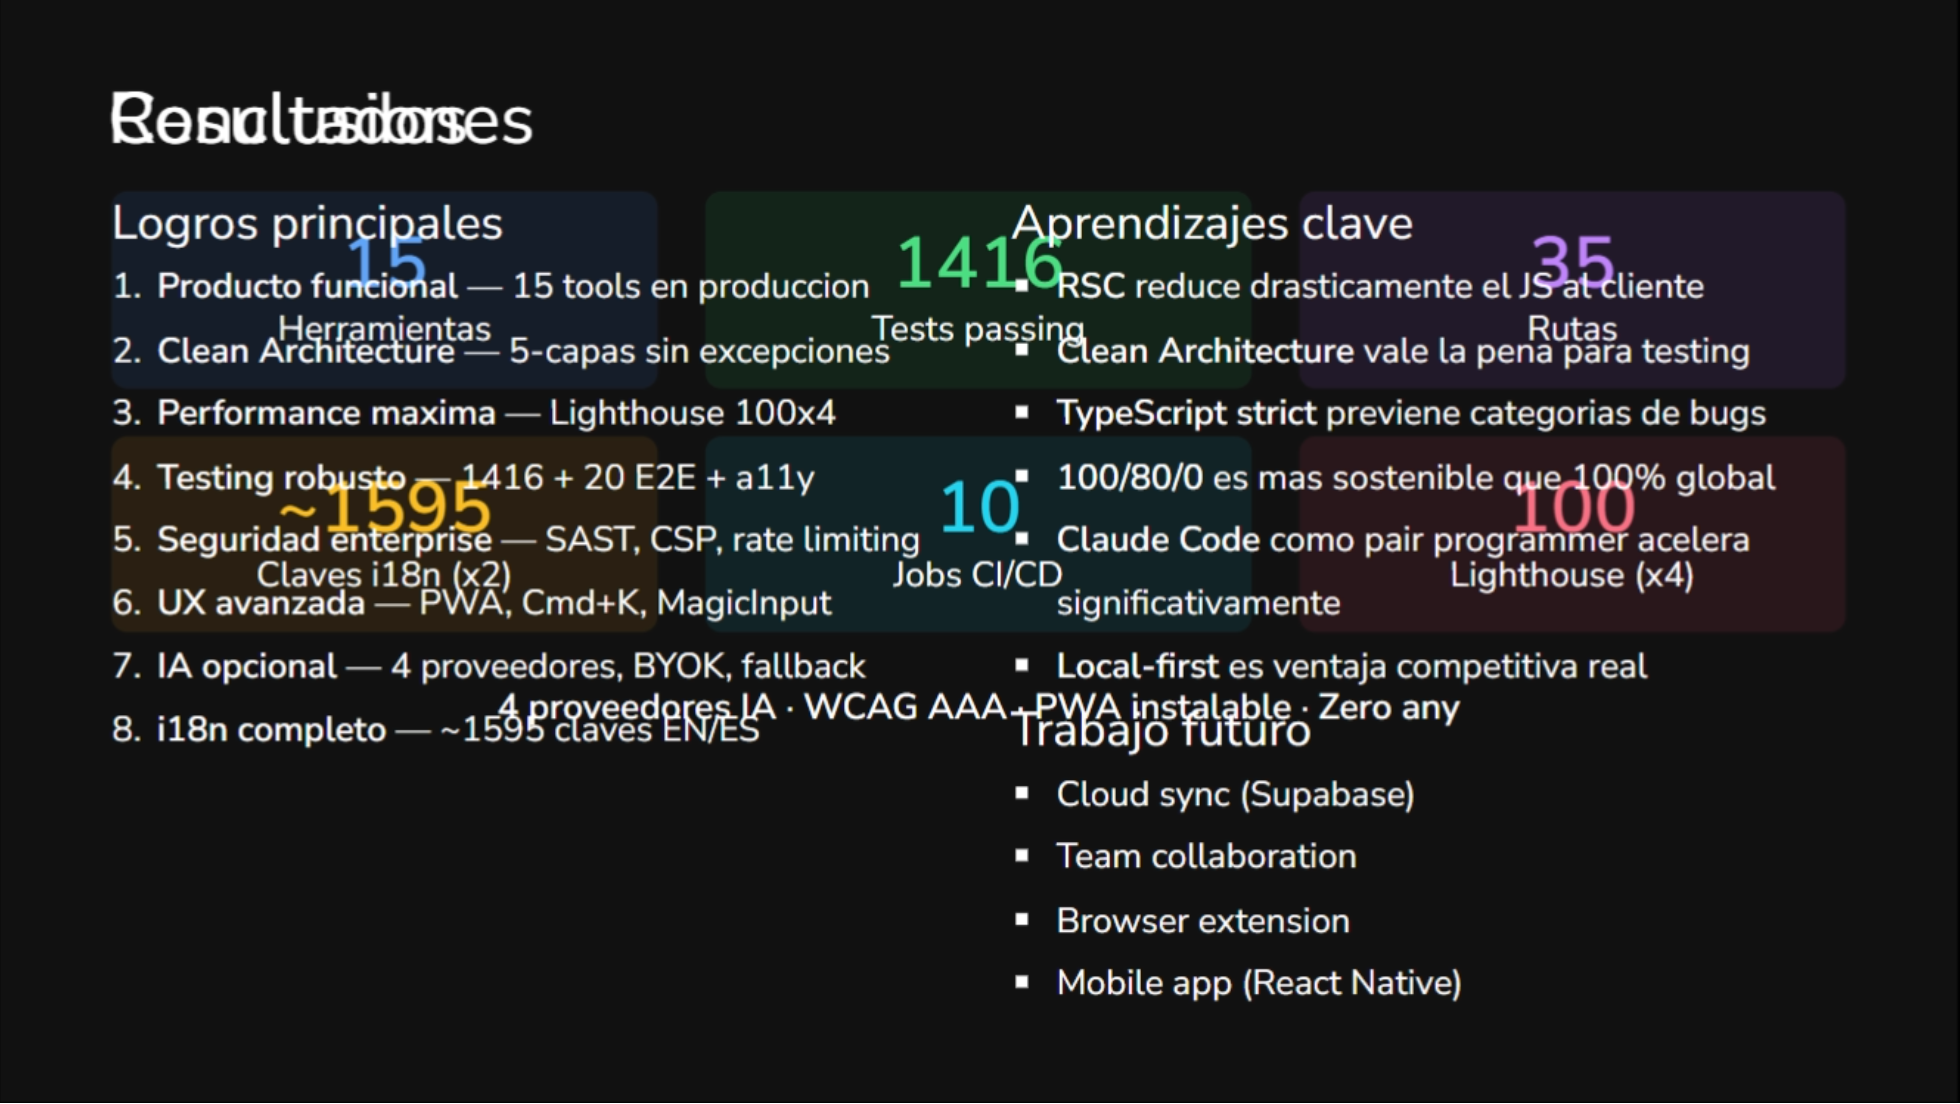 Resultados
Conclusiones
15
Herramientas
1416
Tests passing
35
Rutas
~1595
Claves i18n (x2)
10
Jobs CI/CD
100
Lighthouse (x4)
4 proveedores IA · WCAG AAA · PWA instalable · Zero any
Logros principales
1. Producto funcional — 15 tools en produccion
2. Clean Architecture — 5-capas sin excepciones
3. Performance maxima — Lighthouse 100x4
4. Testing robusto — 1416 + 20 E2E + a11y
5. Seguridad enterprise — SAST, CSP, rate limiting
6. UX avanzada — PWA, Cmd+K, MagicInput
7. IA opcional — 4 proveedores, BYOK, fallback
8. i18n completo — ~1595 claves EN/ES
Aprendizajes clave
RSC reduce drasticamente el JS al cliente
Clean Architecture vale la pena para testing
TypeScript strict previene categorias de bugs
100/80/0 es mas sostenible que 100% global
Claude Code como pair programmer acelera
significativamente
Local-first es ventaja competitiva real
Trabajo futuro
Cloud sync (Supabase)
Team collaboration
Browser extension
Mobile app (React Native)